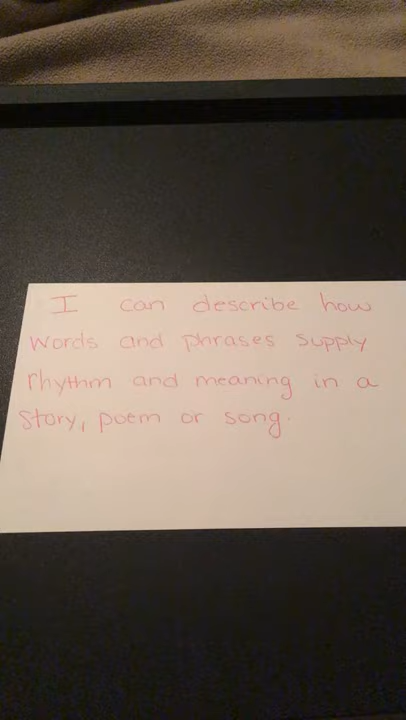 I can describe how
words and phrases supply
rhythm and meaning in a
story, poem or song.